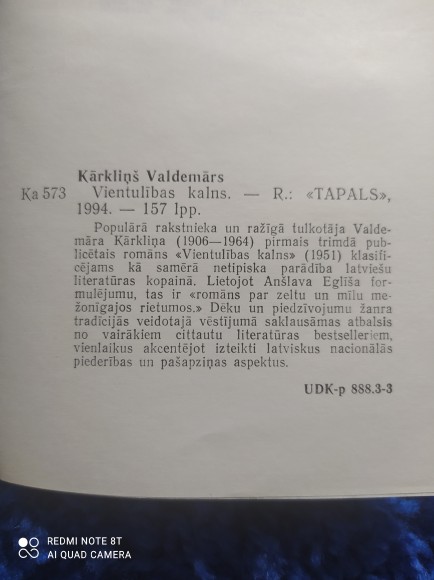 Kārkliņš Valdemārs
Ka 573 Vientulības kalns. — R.: «TAPALS»,
1994. — 157 lpp.
Populārā rakstnieka un ražīgā tulkotāja Valde-
māra Kārkliņa (1906—1964) pirmais trimdā pub-
licētais romāns «Vientulības kalns» (1951) klasifi-
cējams kā samērā netipiska parādība latviešu
literatūras kopainā. Lietojot Anšlava Eglīša for-
mulējumu, tas ir «romāns par zeltu un mīlu me-
žonīgajos rietumos.» Dēku un piedzīvojumu žanra
tradīcijās veidotajā vēstījumā saklausāmas atbalsis
no vairākiem cittautu literatūras bestselleriem,
vienlaikus akcentējot izteikti latviskus nacionālās
piederības un pašapziņas aspektus.
UDK-p 888.3-3
REDMI NOTE 8T
AI QUAD CAMERA